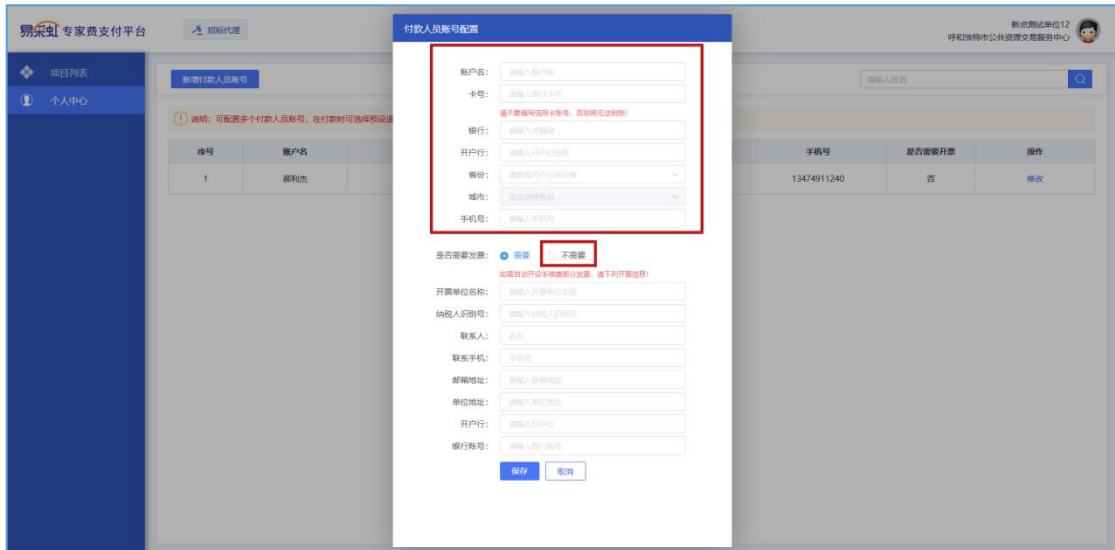 易采虹 专家费支付平台
招标代理
新点测试单位12
呼和浩特市公共资源交易服务中心
项目列表
个人中心
新增付款人员账号
请输入姓名
说明：可配置多个付款人员账号，在付款时可选择预设退
序号 账户名 手机号 是否需要开票 操作
1 郝利杰 13474911240 否 修改
付款人员账号配置
账户名： 请输入账户名
卡号： 请输入银行卡号
请不要填写信用卡账号，否则将无法到账！
银行： 请输入关键词
开户行： 请输入开户行全称
省份： 请选择开户行所在省
城市： 请先选择省份
手机号： 请输入手机号
是否需要发票： 需要 不需要
如需自动开设手续费部分发票，请下列开票信息！
开票单位名称： 请输入开票单位名称
纳税人识别号： 请输入纳税人识别号
联系人： 姓名
联系手机： 手机号
邮箱地址： 请输入邮箱地址
单位地址： 请输入单位地址
开户行： 请输入开户行
银行账号： 请输入银行账号
保存 取消